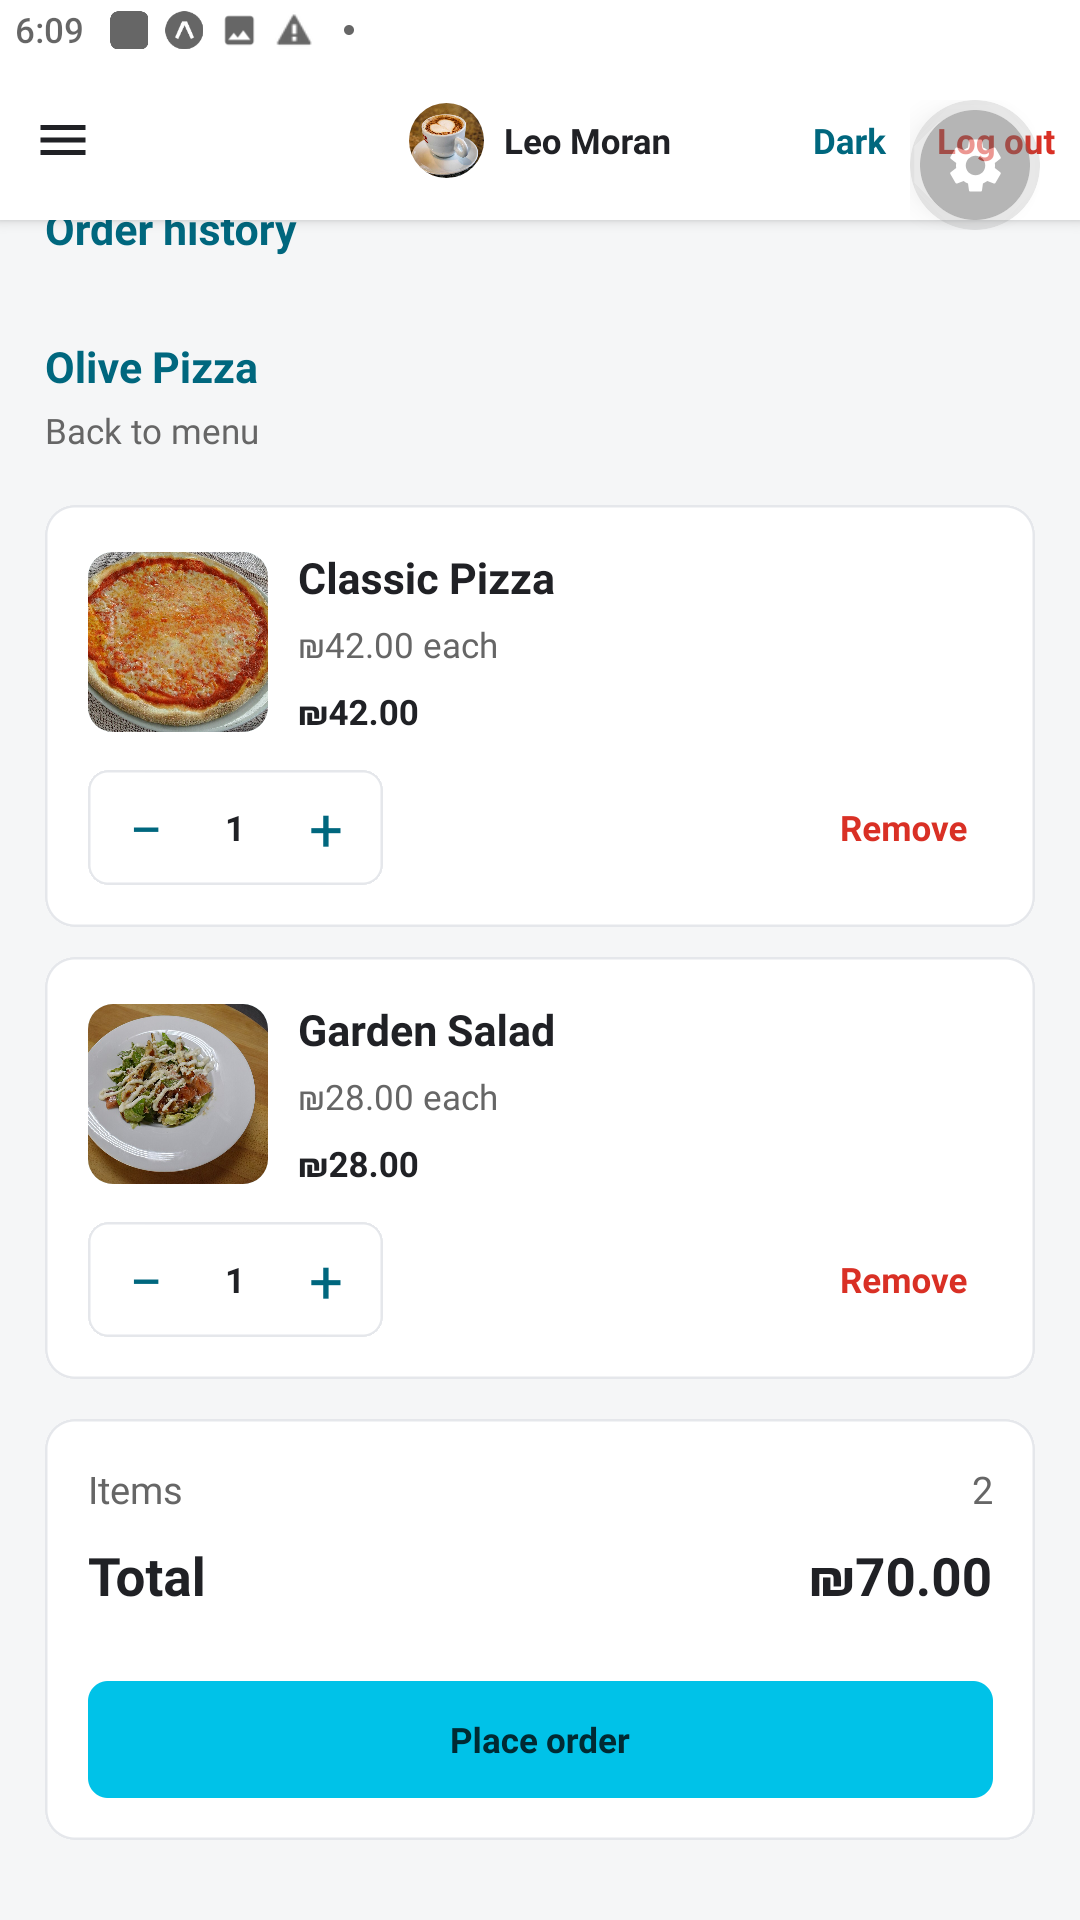 6:09
Leo Moran
Dark
Log out
Order history
Olive Pizza
Back to menu
Classic Pizza
₪42.00 each
₪42.00
− 1 +
Remove
Garden Salad
₪28.00 each
₪28.00
− 1 +
Remove
Items 2
Total ₪70.00
Place order